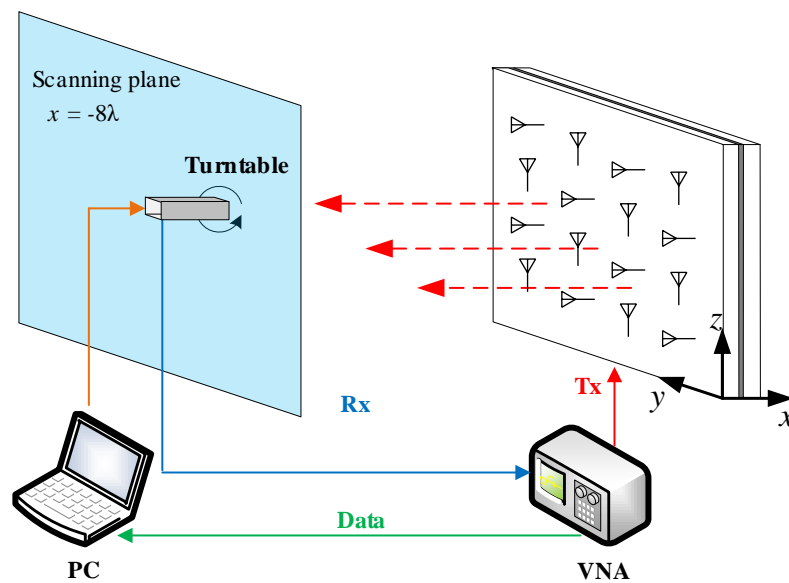 Scanning plane
x = -8λ
Turntable
z
Tx
y
x
Rx
Data
PC
VNA